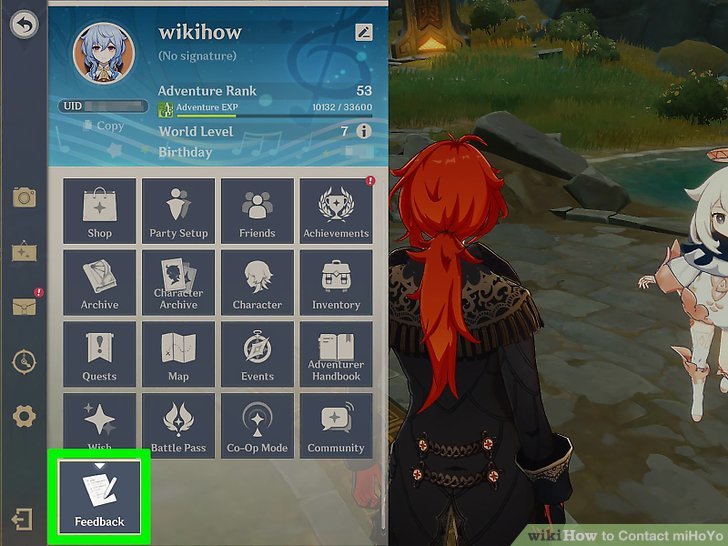 wikihow
(No signature)
Adventure Rank 53
UID
Adventure EXP 10132 / 33600
Copy
World Level 7
Birthday
Shop
Party Setup
Friends
Achievements
Archive
Character
Archive
Character
Inventory
Quests
Map
Events
Adventurer
Handbook
Wish
Battle Pass
Co-Op Mode
Community
Feedback
wikiHow to Contact miHoYo